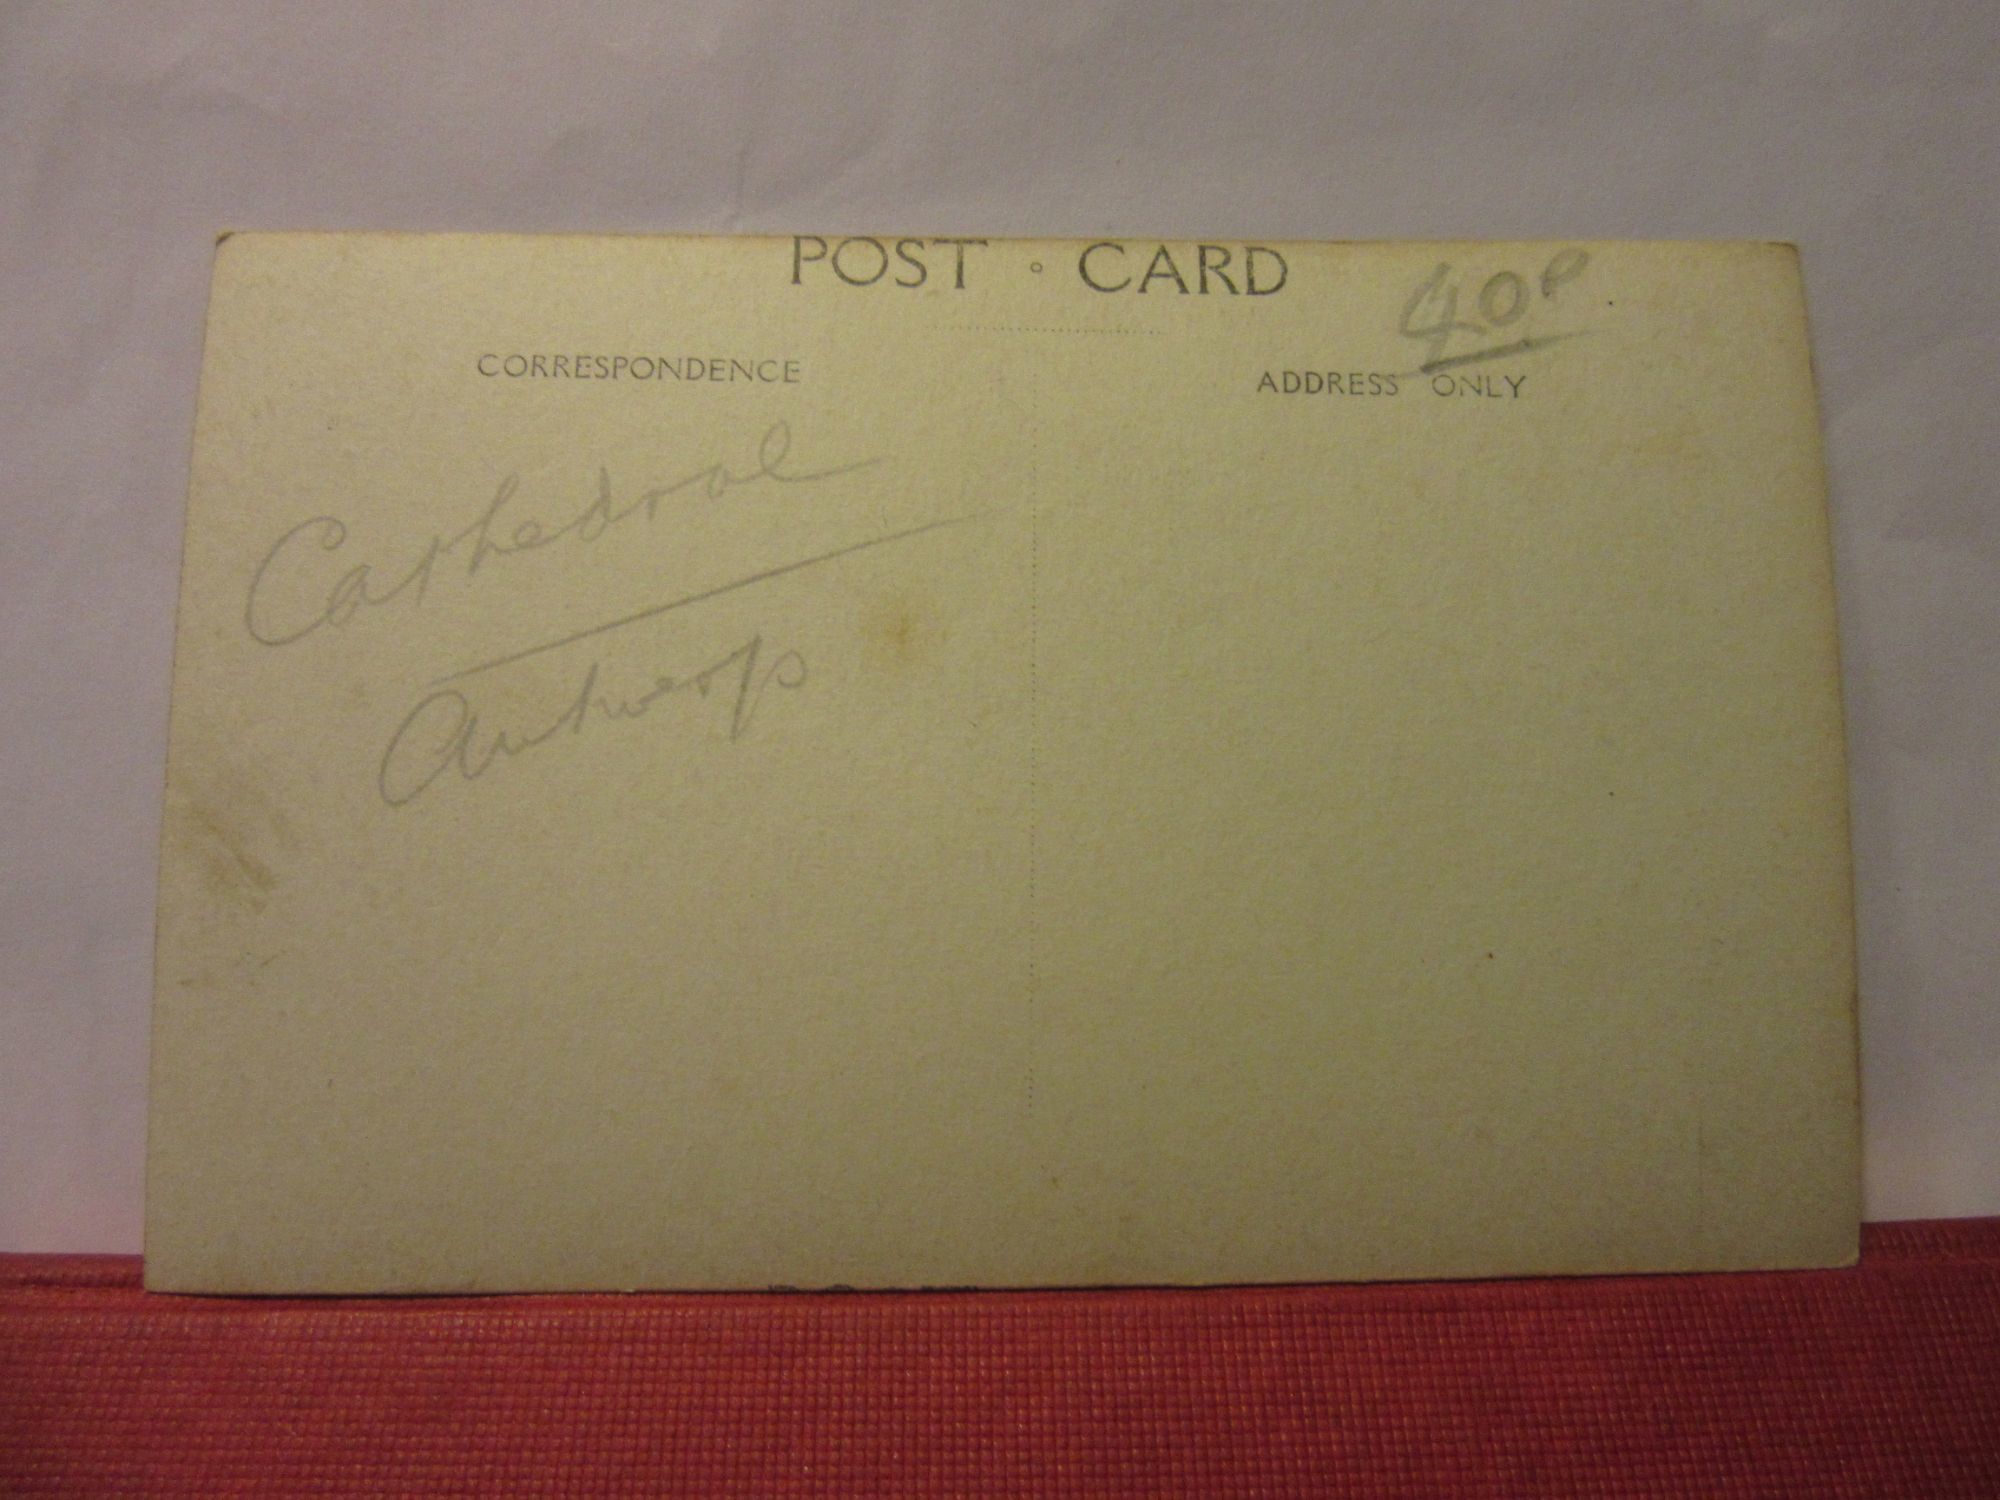 POST ∘ CARD
40P
CORRESPONDENCE
ADDRESS ONLY
Cathedral
Antwerp